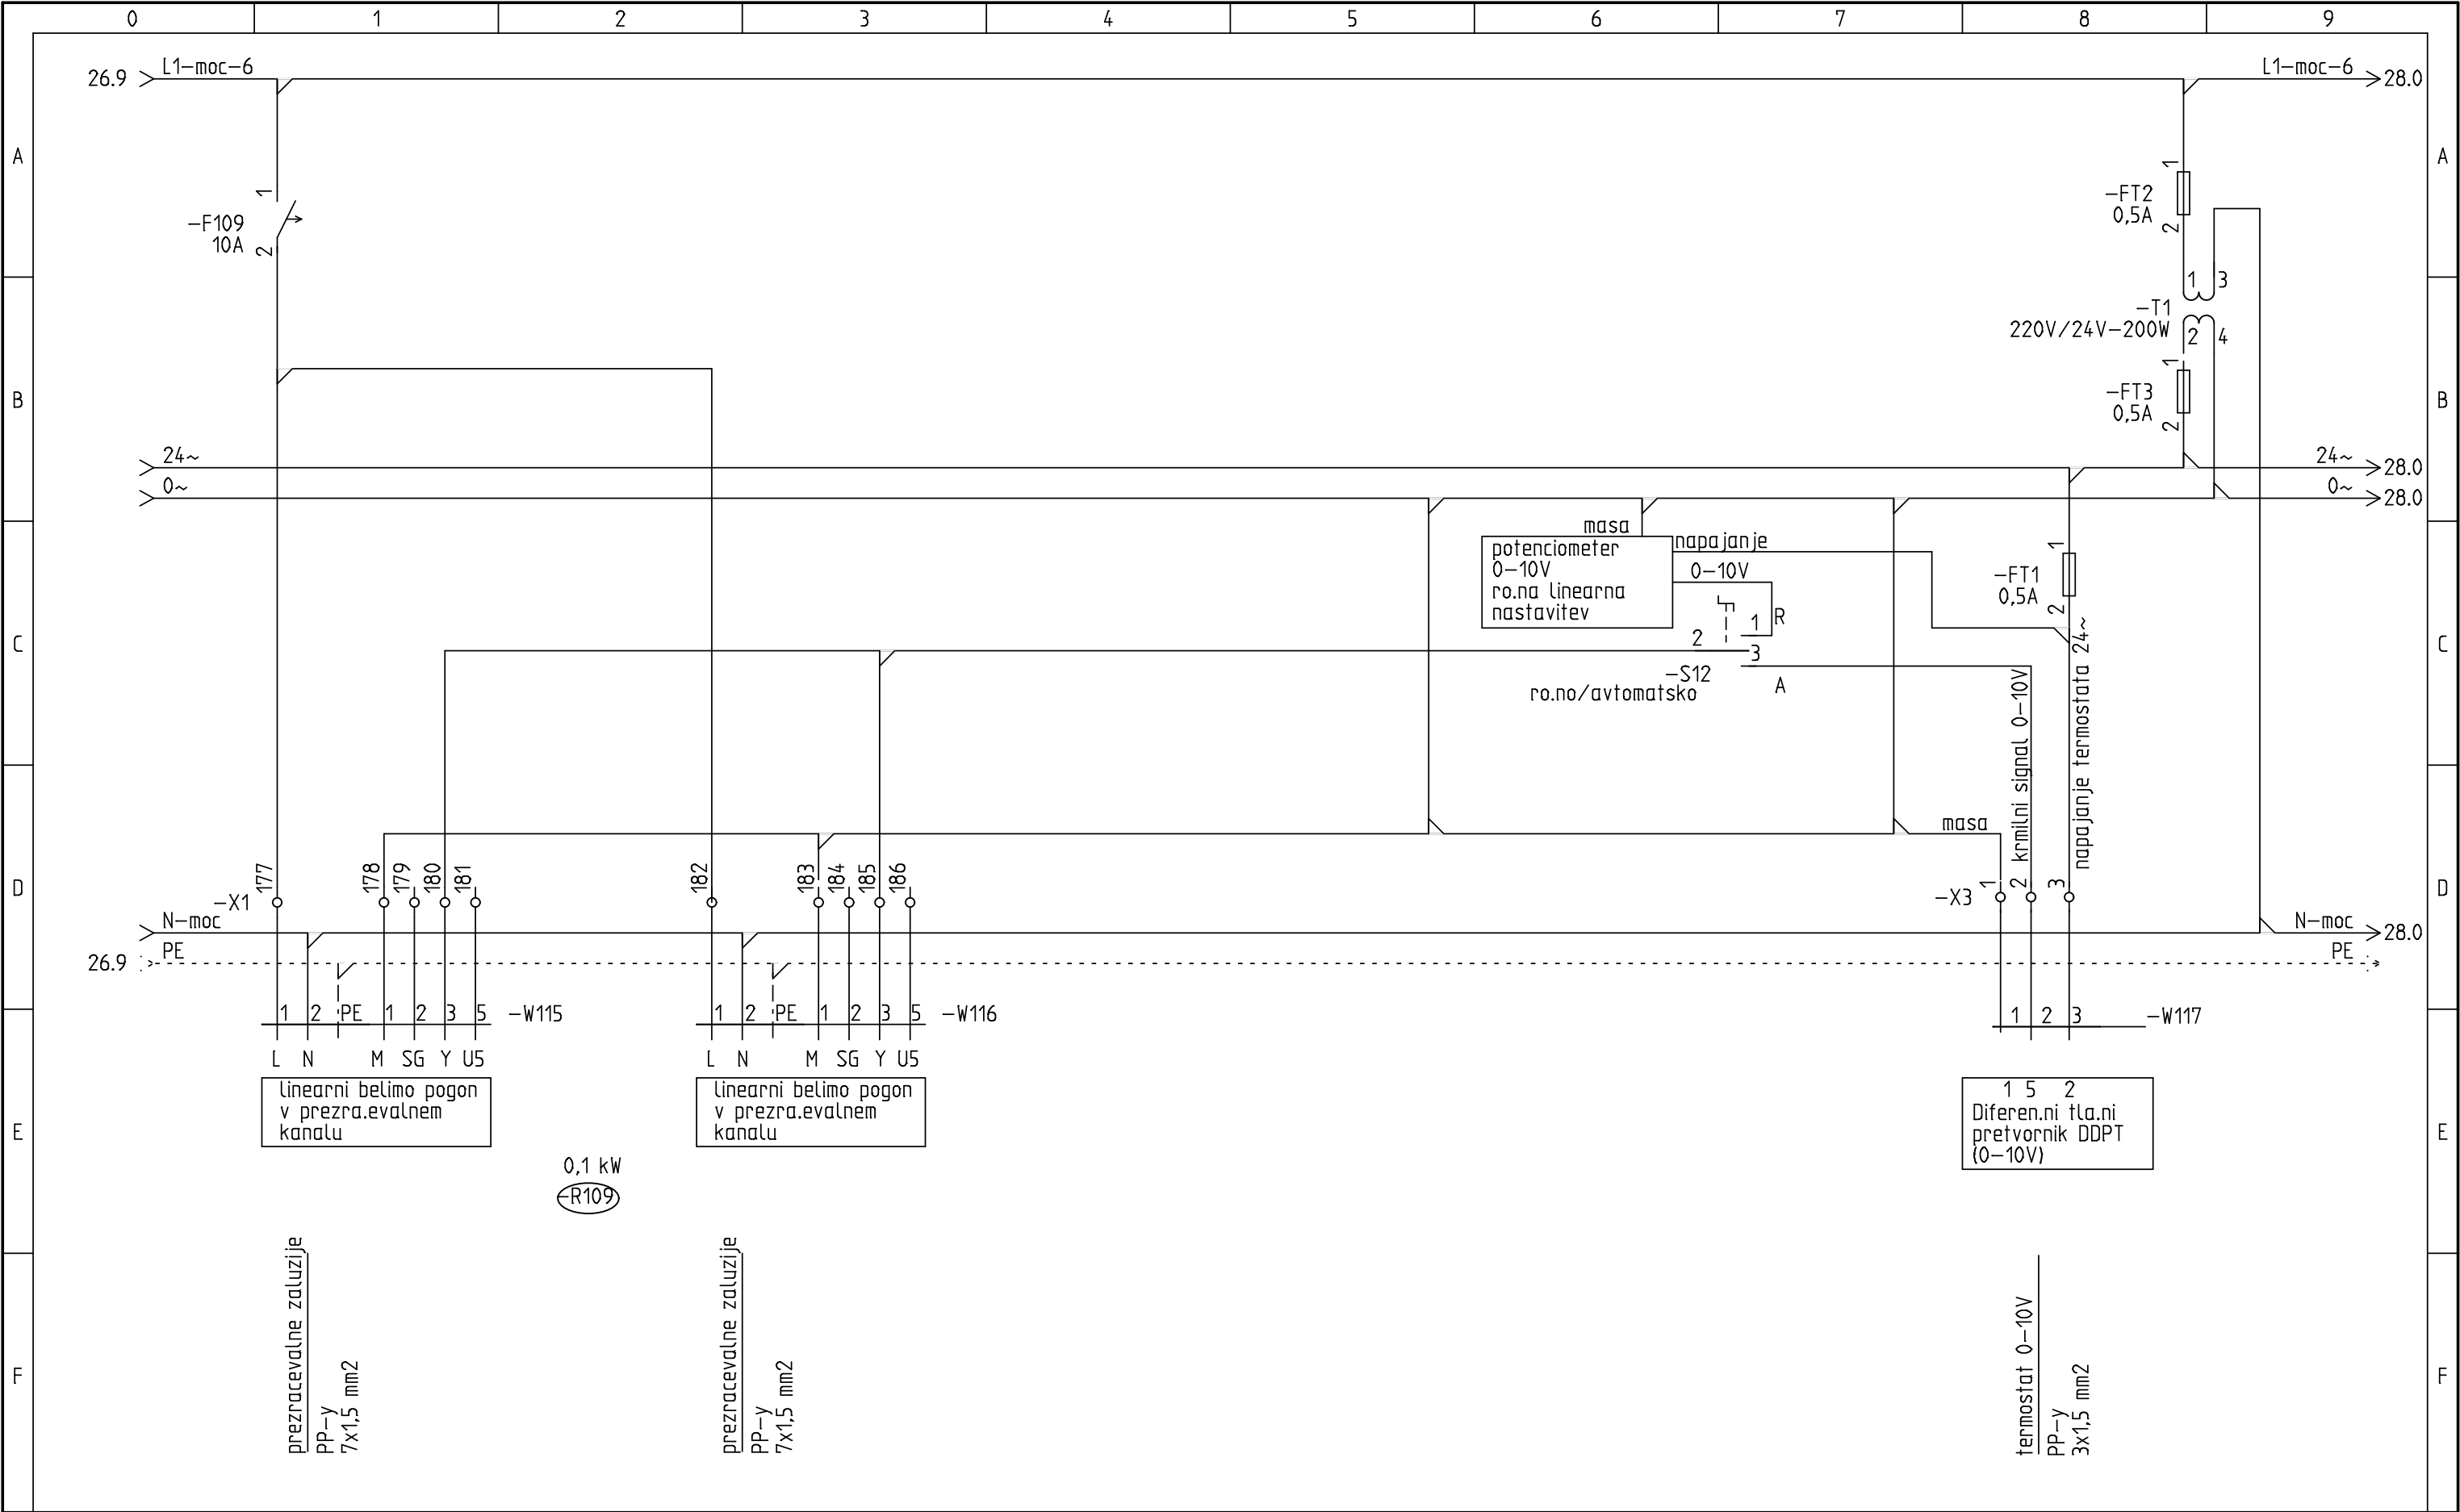 0 1 2 3 4 5 6 7 8 9
26.9 L1-moc-6 L1-moc-6 28.0
A A
1
-F109
10A
2
1
-FT2
0,5A
2
1 3
-T1
220V/24V-200W
2 4
B B
1
-FT3
0,5A
2
24~ 24~ 28.0
0~ 0~ 28.0
masa
potenciometer
0-10V
ro.na linearna
nastavitev
napajanje
0-10V
1 R
2
3
-S12
ro.no/avtomatsko
A
1
-FT1
0,5A
2
C C
krmilni signal 0-10V
napajanje termostata 24~
masa
D D
-X1 177 178 179 180 181 182 183 184 185 186
-X3 1 2 3
N-moc N-moc 28.0
26.9 PE PE
1 2 PE 1 2 3 5 -W115
1 2 PE 1 2 3 5 -W116
1 2 3 -W117
L N M SG Y U5
L N M SG Y U5
E E
linearni belimo pogon
v prezra.evalnem
kanalu
linearni belimo pogon
v prezra.evalnem
kanalu
1 5 2
Diferen.ni tla.ni
pretvornik DDPT
(0-10V)
0,1 kW
-R109
F F
prezracevalne zaluzije
PP-y
7x1,5 mm2
prezracevalne zaluzije
PP-y
7x1,5 mm2
termostat 0-10V
PP-y
3x1,5 mm2